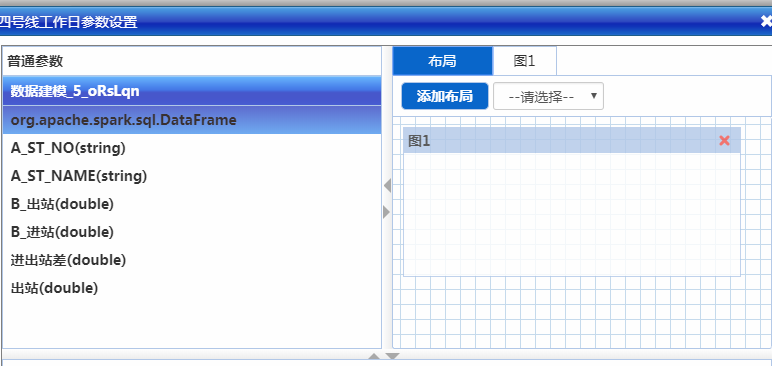 四号线工作日参数设置
普通参数
数据建模_5_oRsLqn
org.apache.spark.sql.DataFrame
A_ST_NO(string)
A_ST_NAME(string)
B_出站(double)
B_进站(double)
进出站差(double)
出站(double)
布局
图1
添加布局
--请选择--
图1